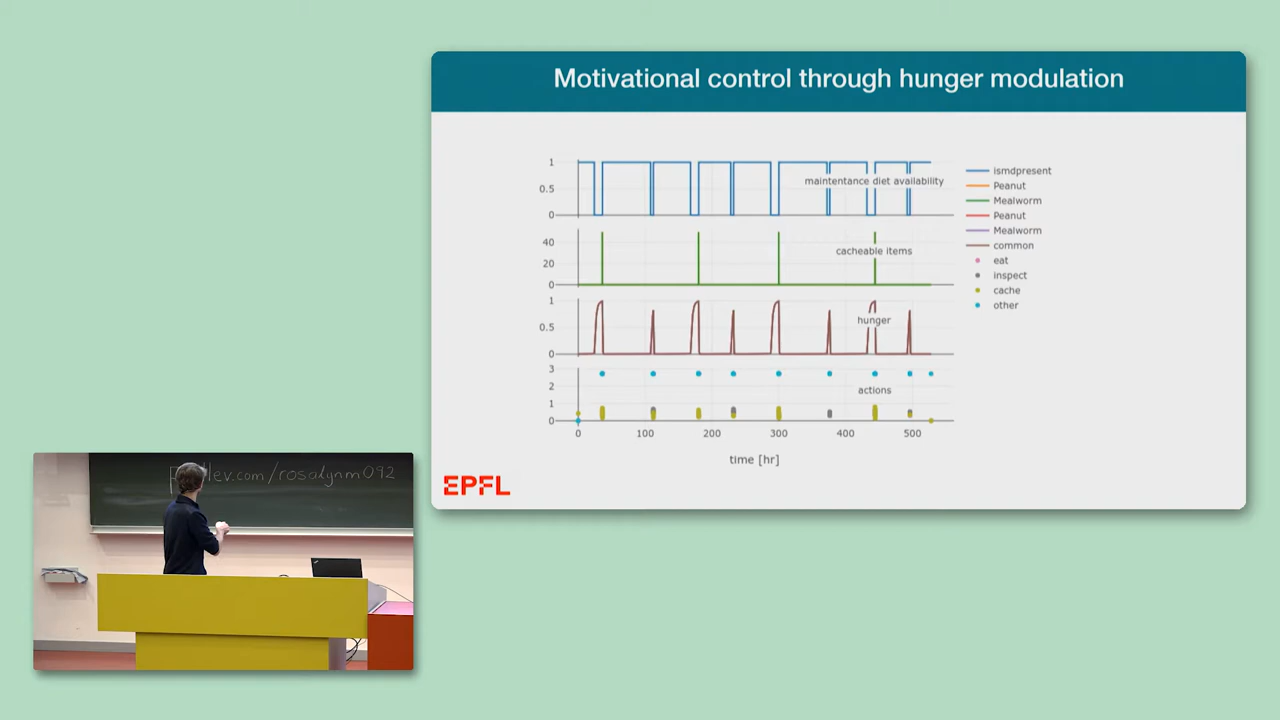 Motivational control through hunger modulation
1
0.5
0
maintentance diet availability
40
20
0
cacheable items
1
0.5
0
hunger
3
2
1
0
actions
0 100 200 300 400 500
time [hr]
ismdpresent
Peanut
Mealworm
Peanut
Mealworm
common
eat
inspect
cache
other
EPFL
lev.com/rosalynm092